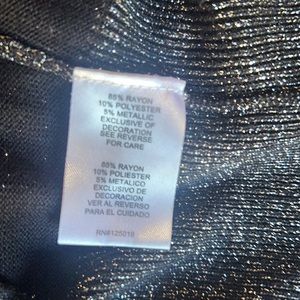 85% RAYON
10% POLYESTER
5% METALLIC
EXCLUSIVE OF
DECORATION
SEE REVERSE
FOR CARE
85% RAYON
10% POLIESTER
5% METALICO
EXCLUSIVO DE
DECORACION
VER AL REVERSO
PARA EL CUIDADO
RN#125018